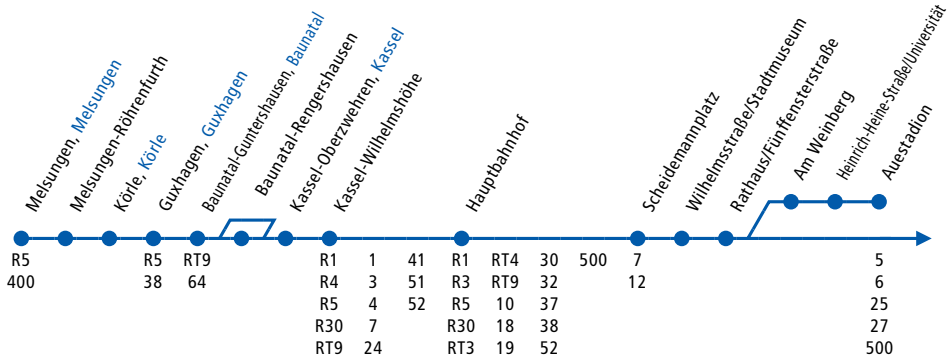 Melsungen, Melsungen
Melsungen-Röhrenfurth
Körle, Körle
Guxhagen, Guxhagen
Baunatal-Guntershausen, Baunatal
Baunatal-Rengershausen
Kassel-Oberzwehren, Kassel
Kassel-Wilhelmshöhe
Hauptbahnhof
Scheidemannplatz
Wilhelmsstraße/Stadtmuseum
Rathaus/Fünffensterstraße
Am Weinberg
Heinrich-Heine-Straße/Universität
Auestadion
R5 R5 RT9 R1 1 41 R1 RT4 30 500 7 5
400 38 64 R4 3 51 R3 RT9 32 12 6
R5 4 52 R5 10 37 25
R30 7 R30 18 38 27
RT9 24 RT3 19 52 500